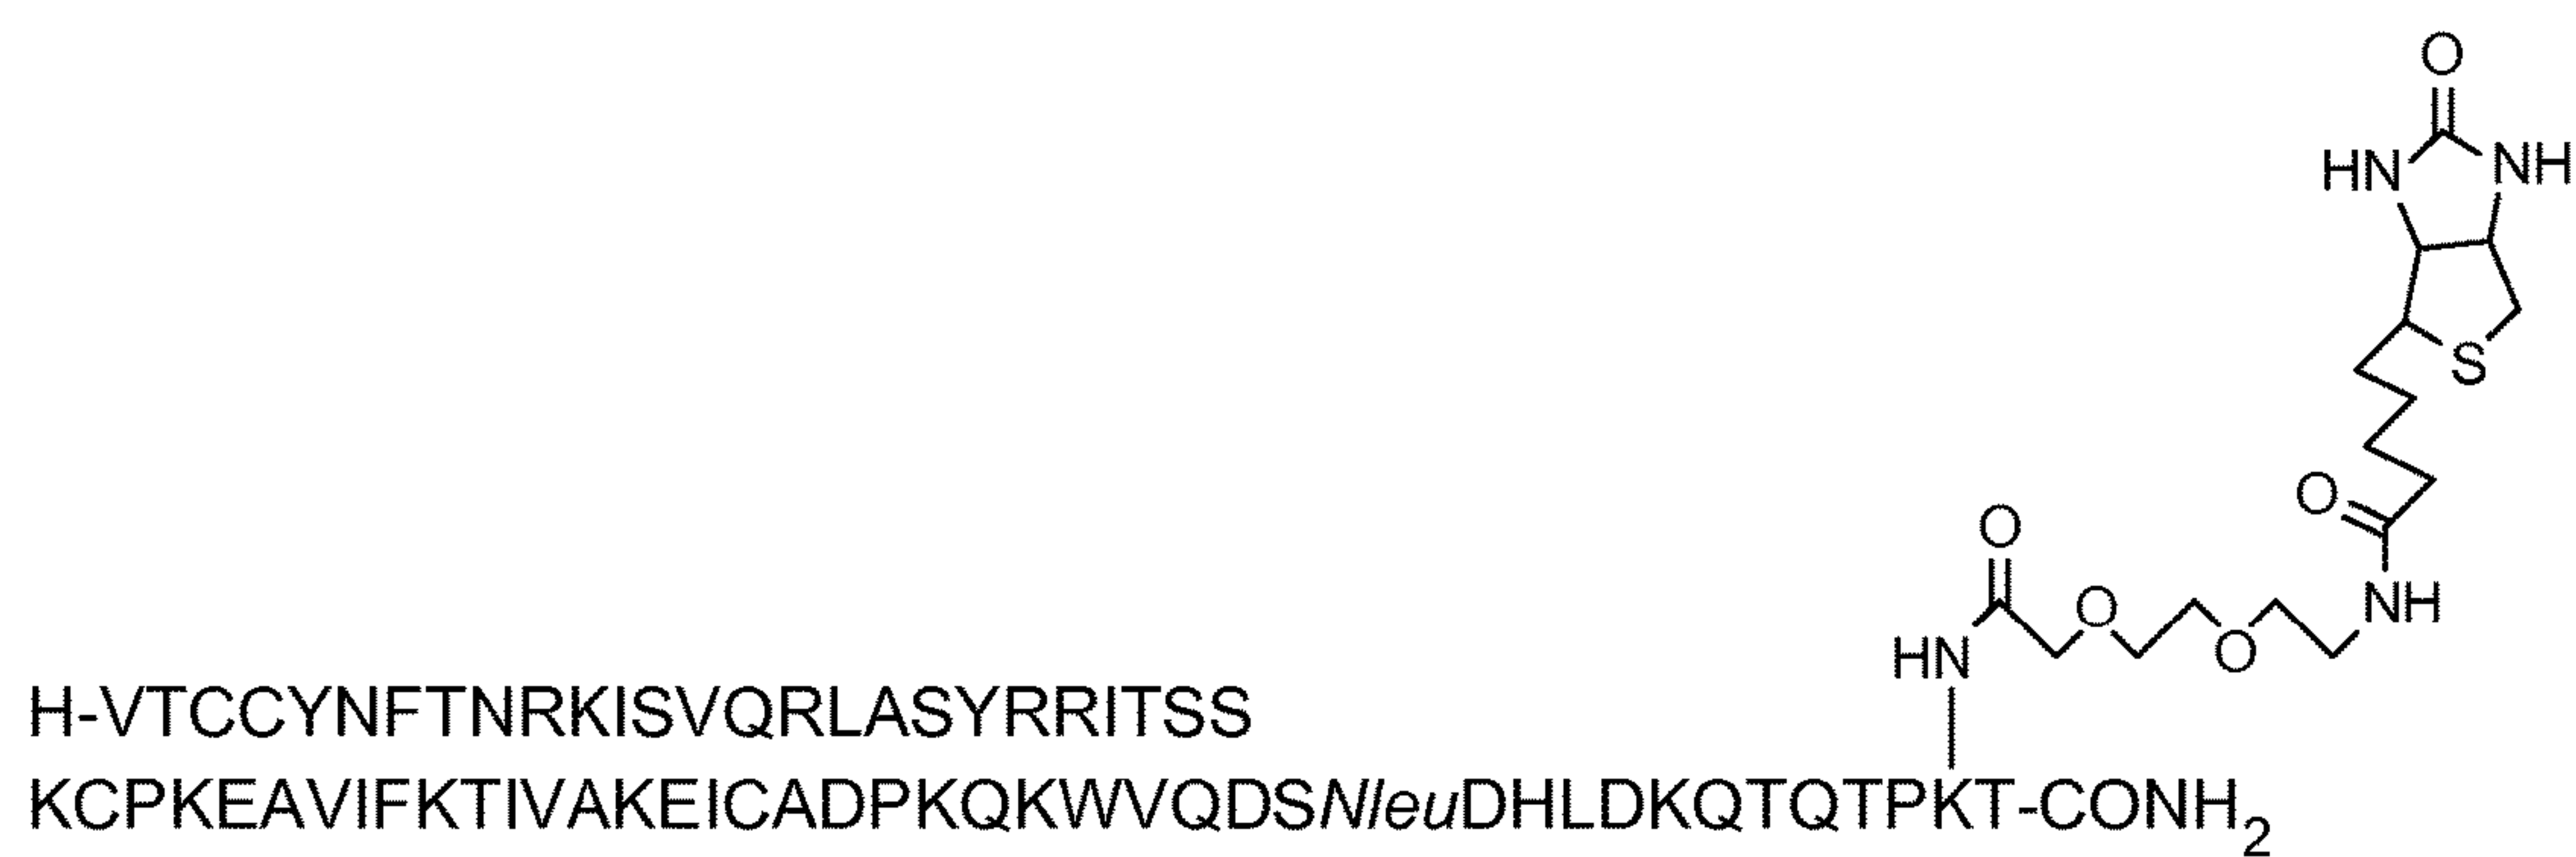 O
HN NH
S
O
O
O NH
HN O
H-VTCCYNFTNRKISVQRLASYRRITSS
KCPKEAVIFKTIVAKEICADPKQKWVQDSNleuDHLDKQTQTPKT-CONH2